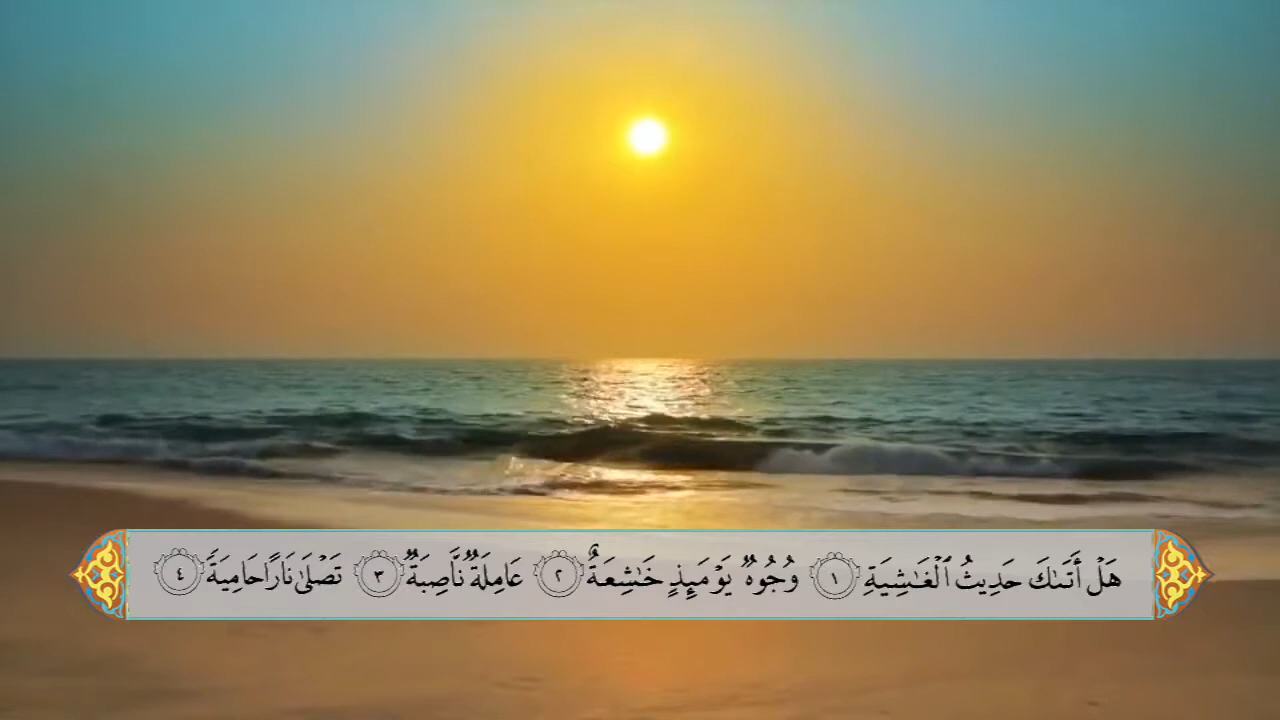 هَلْ أَتَىٰكَ حَدِيثُ ٱلْغَٰشِيَةِ ١ وُجُوهٌ يَوْمَئِذٍ خَٰشِعَةٌ ٢ عَامِلَةٌ نَّاصِبَةٌ ٣ تَصْلَىٰ نَارًا حَامِيَةً ٤